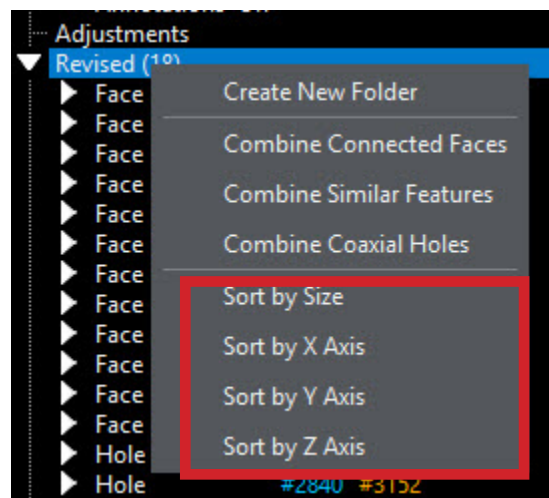 Adjustments
Revised
Face
Face
Face
Face
Face
Face
Face
Face
Face
Face
Face
Face
Hole
Hole #2840 #3152
Create New Folder
Combine Connected Faces
Combine Similar Features
Combine Coaxial Holes
Sort by Size
Sort by X Axis
Sort by Y Axis
Sort by Z Axis